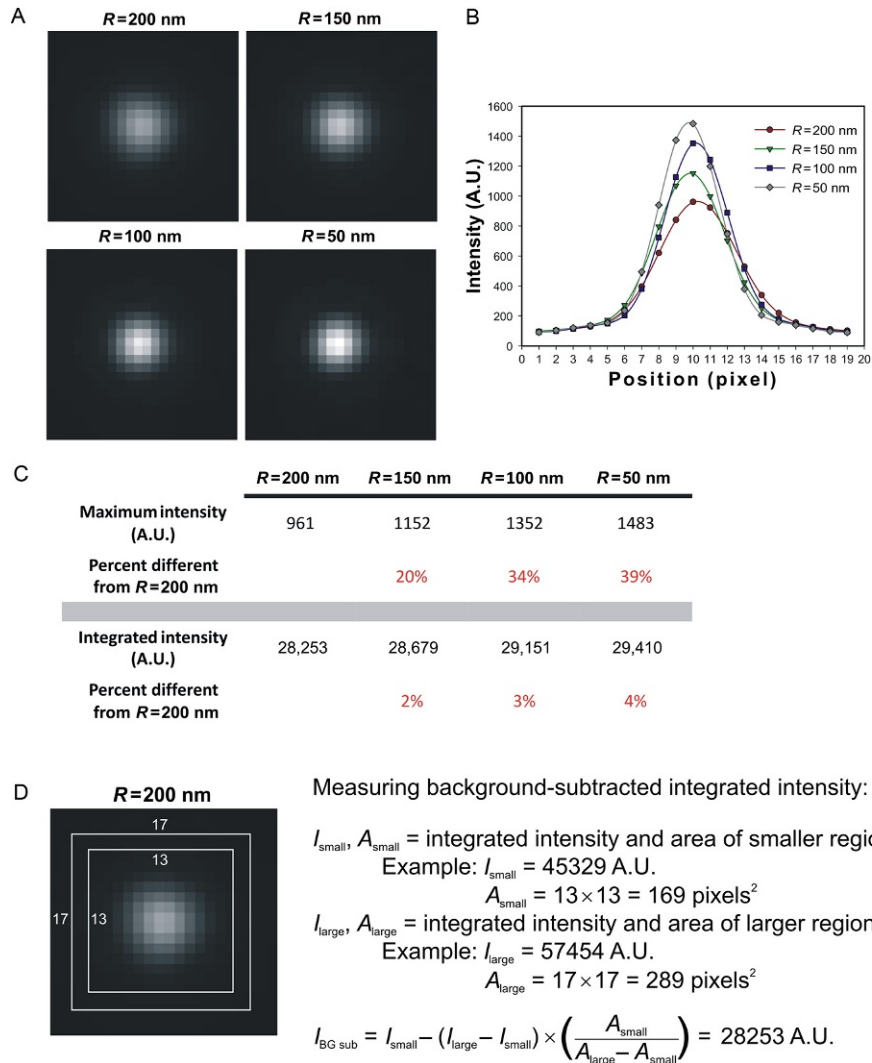 A
R=200 nm
R=150 nm
R=100 nm
R=50 nm
B
Intensity (A.U.)
1600
1400
1200
1000
800
600
400
200
0
R=200 nm
R=150 nm
R=100 nm
R=50 nm
0 1 2 3 4 5 6 7 8 9 10 11 12 13 14 15 16 17 18 19 20
Position (pixel)
C
R=200 nm R=150 nm R=100 nm R=50 nm
Maximum intensity
(A.U.)
961 1152 1352 1483
Percent different
from R=200 nm
20% 34% 39%
Integrated intensity
(A.U.)
28,253 28,679 29,151 29,410
Percent different
from R=200 nm
2% 3% 4%
D
R=200 nm
17
13
17 13
Measuring background-subtracted integrated intensity:
I_small, A_small = integrated intensity and area of smaller regio
Example: I_small = 45329 A.U.
A_small = 13×13 = 169 pixels²
I_large, A_large = integrated intensity and area of larger region
Example: I_large = 57454 A.U.
A_large = 17×17 = 289 pixels²
I_BG sub = I_small − (I_large − I_small) × (A_small / (A_large − A_small)) = 28253 A.U.